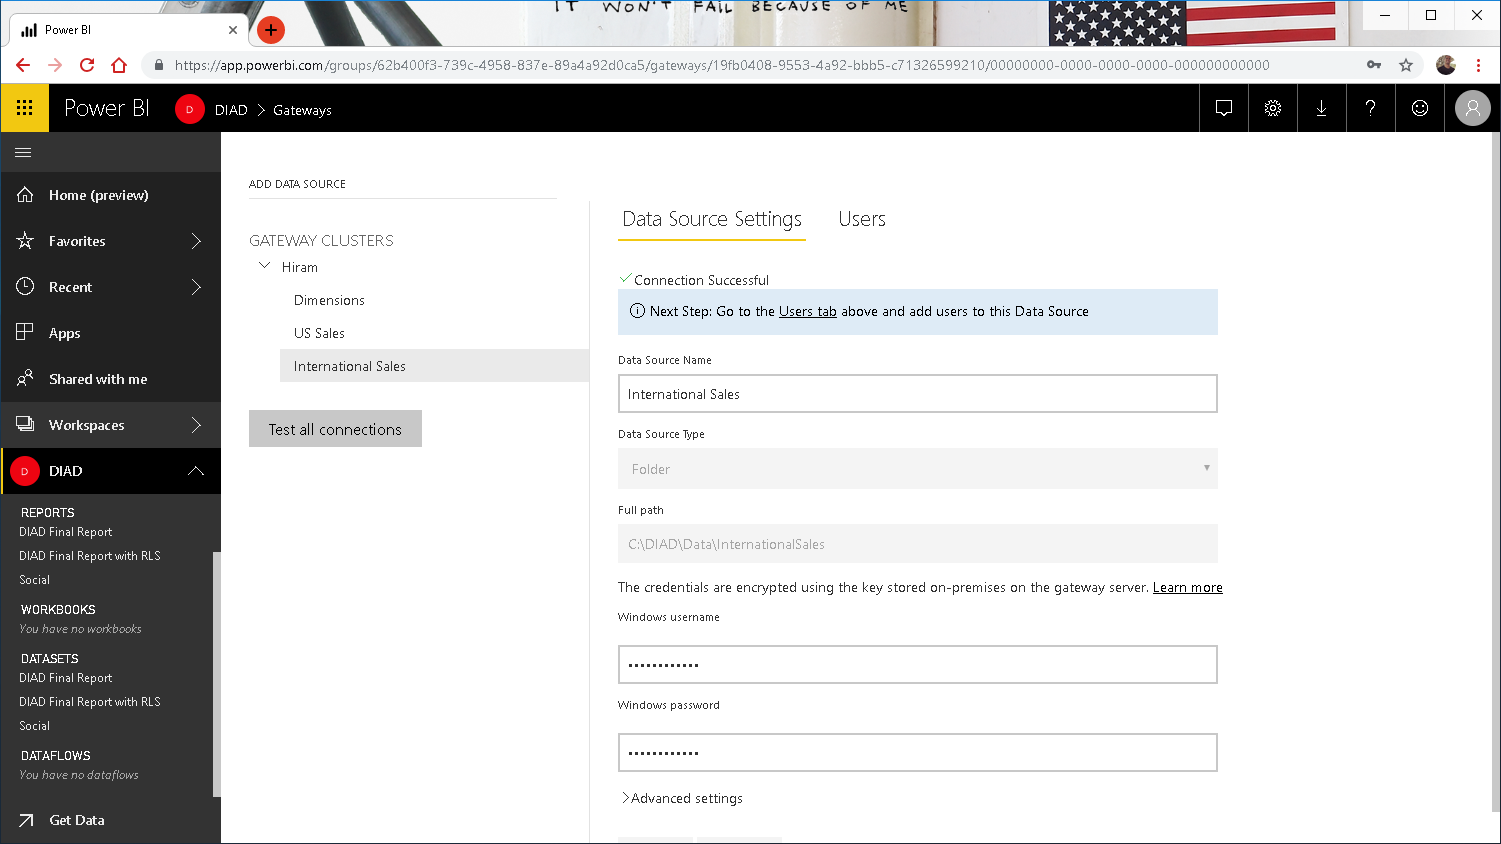 IT WON'T FAIL BECAUSE OF ME
Power BI
https://app.powerbi.com/groups/62b400f3-739c-4958-837e-89a4a92d0ca5/gateways/19fb0408-9553-4a92-bbb5-c71326599210/00000000-0000-0000-0000-000000000000
Power BI D DIAD > Gateways
Home (preview)
Favorites
Recent
Apps
Shared with me
Workspaces
D DIAD
REPORTS
DIAD Final Report
DIAD Final Report with RLS
Social
WORKBOOKS
You have no workbooks
DATASETS
DIAD Final Report
DIAD Final Report with RLS
Social
DATAFLOWS
You have no dataflows
Get Data
ADD DATA SOURCE
GATEWAY CLUSTERS
Hiram
Dimensions
US Sales
International Sales
Test all connections
Data Source Settings Users
Connection Successful
Next Step: Go to the Users tab above and add users to this Data Source
Data Source Name
International Sales
Data Source Type
Folder
Full path
C:\DIAD\Data\InternationalSales
The credentials are encrypted using the key stored on-premises on the gateway server. Learn more
Windows username
••••••••••••
Windows password
••••••••••••
Advanced settings